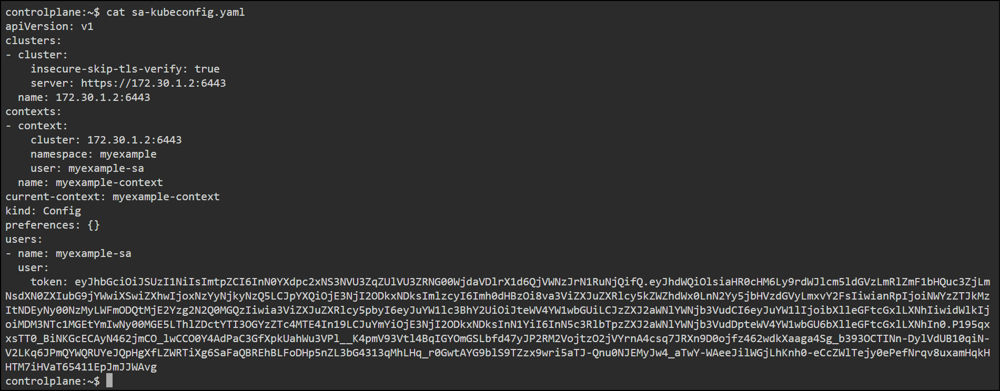 controlplane:~$ cat sa-kubeconfig.yaml
apiVersion: v1
clusters:
- cluster:
    insecure-skip-tls-verify: true
    server: https://172.30.1.2:6443
  name: 172.30.1.2:6443
contexts:
- context:
    cluster: 172.30.1.2:6443
    namespace: myexample
    user: myexample-sa
  name: myexample-context
current-context: myexample-context
kind: Config
preferences: {}
users:
- name: myexample-sa
  user:
    token: eyJhbGciOiJSUzI1NiIsImtpZCI6InN0YXdpc2xNS3NVU3ZqZUlVU3ZRNG00WjdaVDlrX1d6QjVWNzJrN1RuNjQifQ.eyJhdWQiOlsiaHR0cHM6Ly9rdWJlcm5ldGVzLmRlZmF1bHQuc3ZjLm
NsdXN0ZXIubG9jYWwiXSwiZXhwIjoxNzYyNjkyNzQ5LCJpYXQiOjE3NjI2ODkxNDksImlzcyI6Imh0dHBzOi8va3ViZXJuZXRlcy5kZWZhdWx0LnN2Yy5jbHVzdGVyLmxvY2FsIiwianRpIjoiNWYzZTJkMz
ItNDEyNy00NzMyLWFmODQtMjE2Yzg2N2Q0MGQzIiwia3ViZXJuZXRlcy5pbyI6eyJuYW1lc3BhY2UiOiJteWV4YW1wbGUiLCJzZXJ2aWNlYWNjb3VudCI6eyJuYW1lIjoibXlleGFtcGxlLXNhIiwidWlkIj
oiMDM3NTc1MGEtYmIwNy00MGE5LThlZDctYTI3OGYzZTc4MTE4In19LCJuYmYiOjE3NjI2ODkxNDksInN1YiI6InN5c3RlbTpzZXJ2aWNlYWNjb3VudDpteWV4YW1wbGU6bXlleGFtcGxlLXNhIn0.P195qx
xsTT0_BiNKGcECAyN462jmCO_lwCCO0Y4AdPaC3GfXpkUahWu3VPl__K4pmV93Vtl4BqIGYOmGSLbfd47yJP2RM2VojtzO2jVYrnA4csq7JRXn9D0ojfz462wdkXaaga4Sg_b393OCTINn-DylVdUB10qiN-
V2LKq6JPmQYWQRUYeJQpHgXfLZWRTiXg6SaFaQBREhBLFoDHp5nZL3bG4313qMhLHq_r0GwtAYG9blS9TZzx9wri5aTJ-Qnu0NJEMyJw4_aTwY-WAeeJilWGjLhKnh0-eCcZWlTejy0ePefNrqv8uxamHqkH
HTM7iHVaT65411EpJmJJWAvg
controlplane:~$